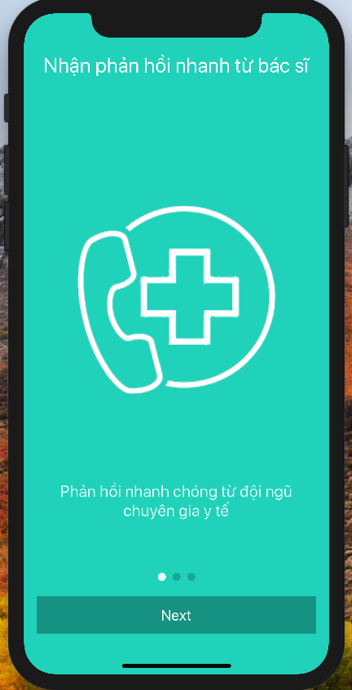 Nhận phản hồi nhanh từ bác sĩ
Phản hồi nhanh chóng từ đội ngũ
chuyên gia y tế
Next